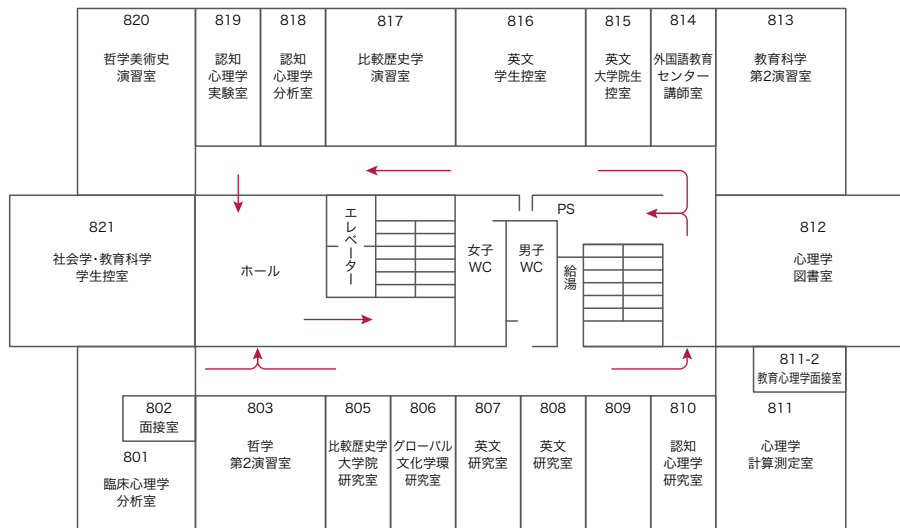 820
哲学美術史
演習室
819
認知
心理学
実験室
818
認知
心理学
分析室
817
比較歴史学
演習室
816
英文
学生控室
815
英文
大学院生
控室
814
外国語教育
センター
講師室
813
教育科学
第2演習室
821
社会学・教育科学
学生控室
ホール
エレベーター
女子
WC
男子
WC
PS
給湯
812
心理学
図書室
811-2
教育心理学面接室
802
面接室
801
臨床心理学
分析室
803
哲学
第2演習室
805
比較歴史学
大学院
研究室
806
グローバル
文化学環
研究室
807
英文
研究室
808
英文
研究室
809
810
認知
心理学
研究室
811
心理学
計算測定室